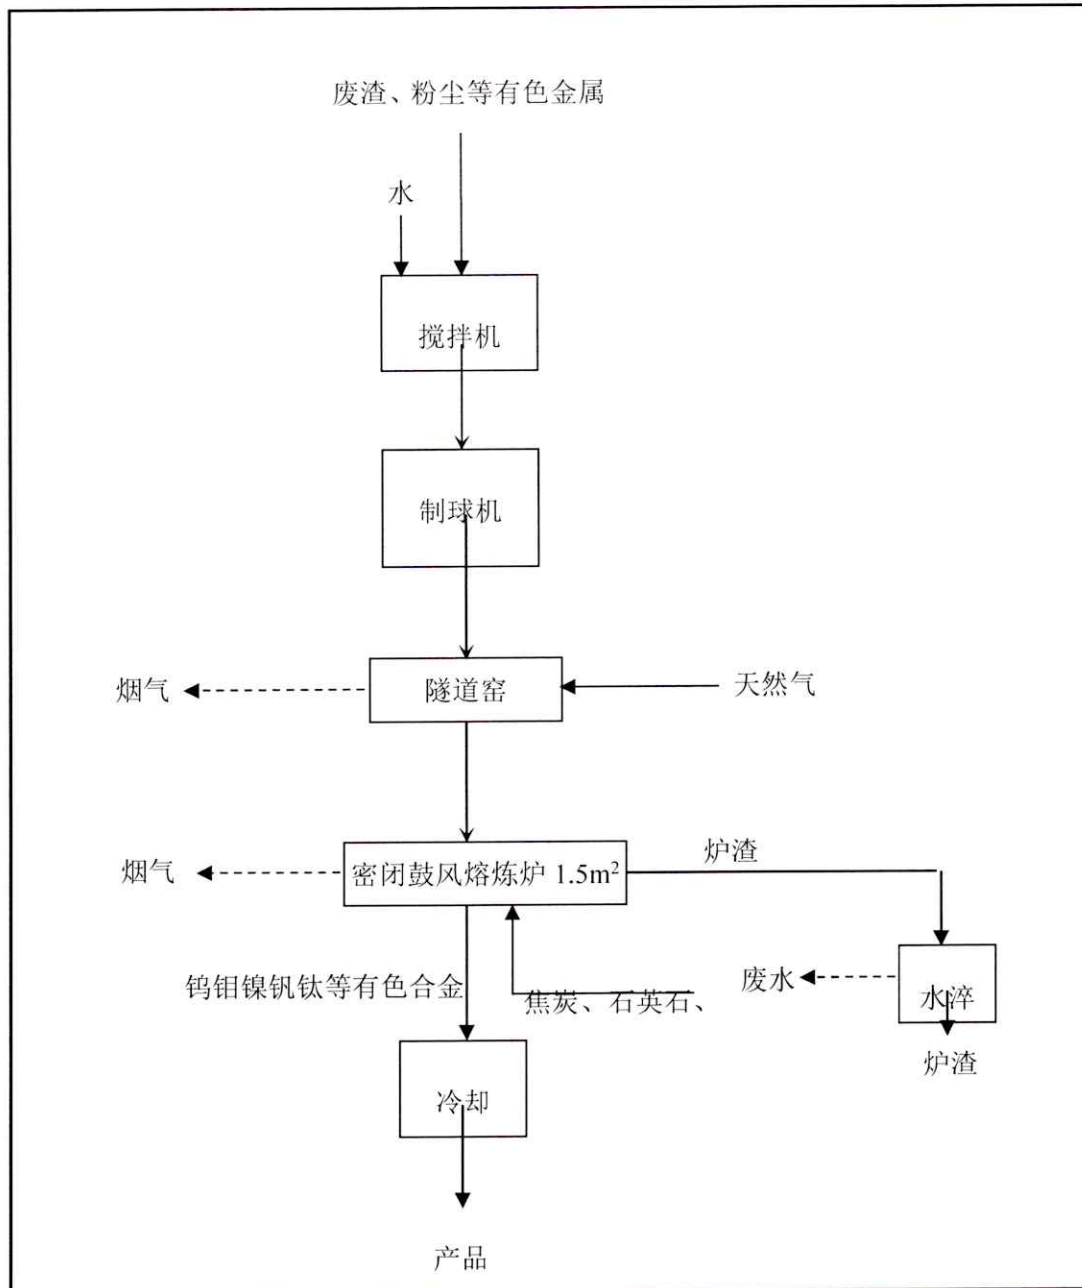 废渣、粉尘等有色金属
水
搅拌机
制球机
烟气
隧道窑
天然气
烟气
密闭鼓风熔炼炉 1.5m²
炉渣
钨钼镍钒钛等有色合金
焦炭、石英石、
废水
水淬
炉渣
冷却
产品